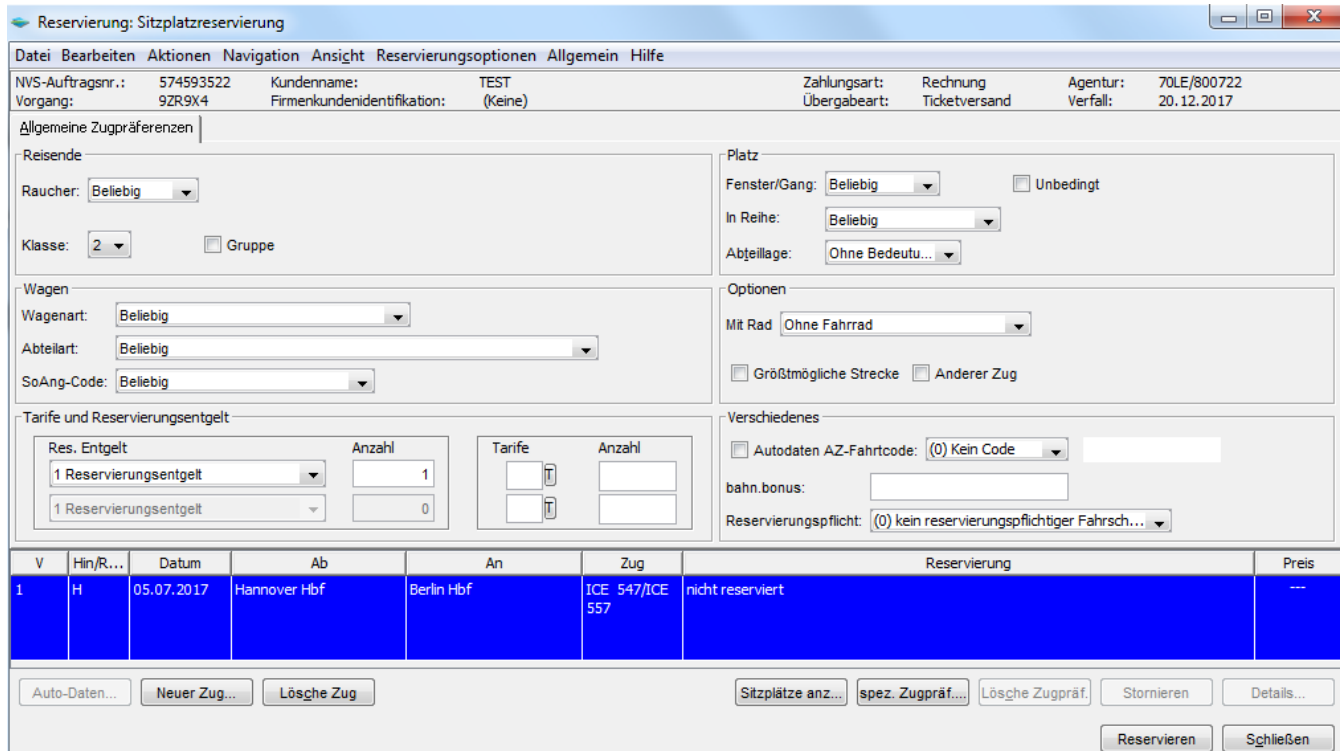 Reservierung: Sitzplatzreservierung
Datei Bearbeiten Aktionen Navigation Ansicht Reservierungsoptionen Allgemein Hilfe
NVS-Auftragsnr.: 574593522 Kundenname: TEST Zahlungsart: Rechnung Agentur: 70LE/800722
Vorgang: 9ZR9X4 Firmenkundenidentifikation: (Keine) Übergabeart: Ticketversand Verfall: 20.12.2017
Allgemeine Zugpräferenzen
Reisende
Raucher: Beliebig
Klasse: 2 Gruppe
Platz
Fenster/Gang: Beliebig Unbedingt
In Reihe: Beliebig
Abteillage: Ohne Bedeutu...
Wagen
Wagenart: Beliebig
Abteilart: Beliebig
SoAng-Code: Beliebig
Optionen
Mit Rad Ohne Fahrrad
Größtmögliche Strecke Anderer Zug
Tarife und Reservierungsentgelt
Res. Entgelt Anzahl Tarife Anzahl
1 Reservierungsentgelt 1 T
1 Reservierungsentgelt 0 T
Verschiedenes
Autodaten AZ-Fahrtcode: (0) Kein Code
bahn.bonus:
Reservierungspflicht: (0) kein reservierungspflichtiger Fahrsch...
V Hin/R... Datum Ab An Zug Reservierung Preis
1 H 05.07.2017 Hannover Hbf Berlin Hbf ICE 547/ICE nicht reserviert ---
557
Auto-Daten... Neuer Zug... Lösche Zug Sitzplätze anz... spez. Zugpräf.... Lösche Zugpräf. Stornieren Details...
Reservieren Schließen